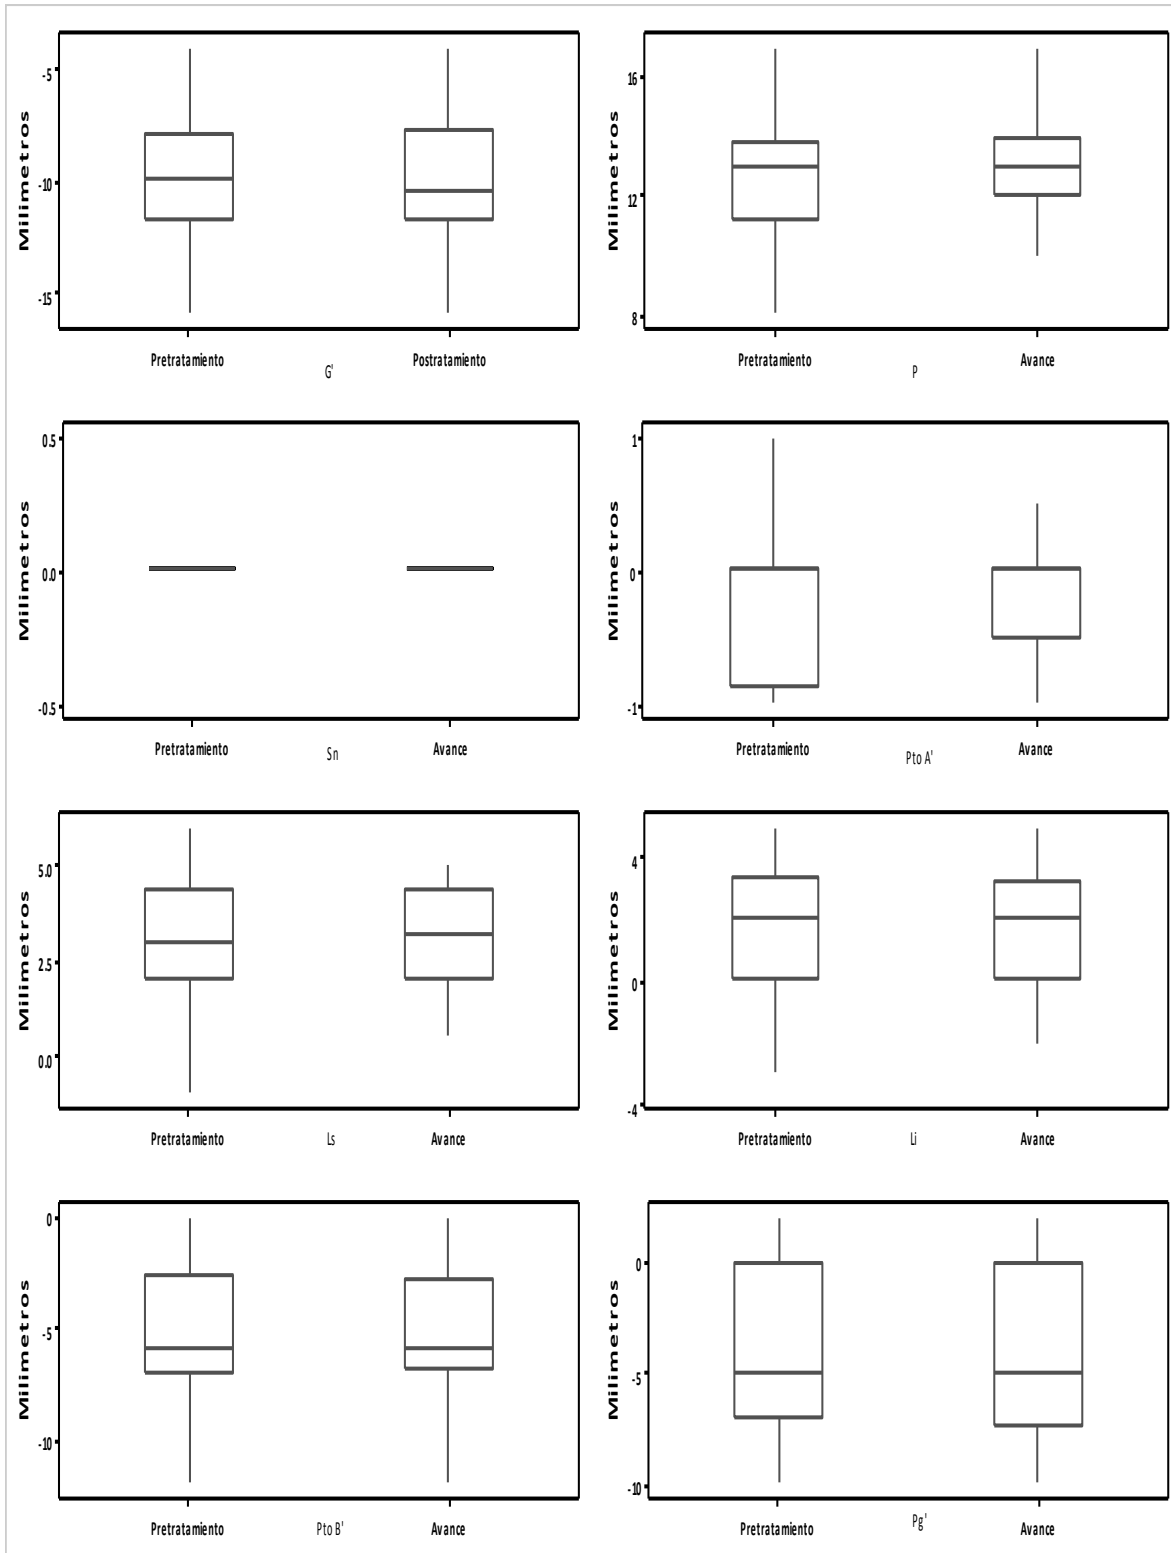 Milimetros
-5
-10
-15
Pretratamiento
Postratamiento
G'
Milimetros
16
12
8
Pretratamiento
Avance
P
Milimetros
0.5
0.0
-0.5
Pretratamiento
Avance
Sn
Milimetros
1
0
-1
Pretratamiento
Avance
Pto A'
Milimetros
5.0
2.5
0.0
Pretratamiento
Ls
Avance
Milimetros
4
0
-4
Pretratamiento
Li
Avance
Milimetros
0
-5
-10
Pretratamiento
Pto B'
Avance
Milimetros
0
-5
-10
Pretratamiento
Pg'
Avance